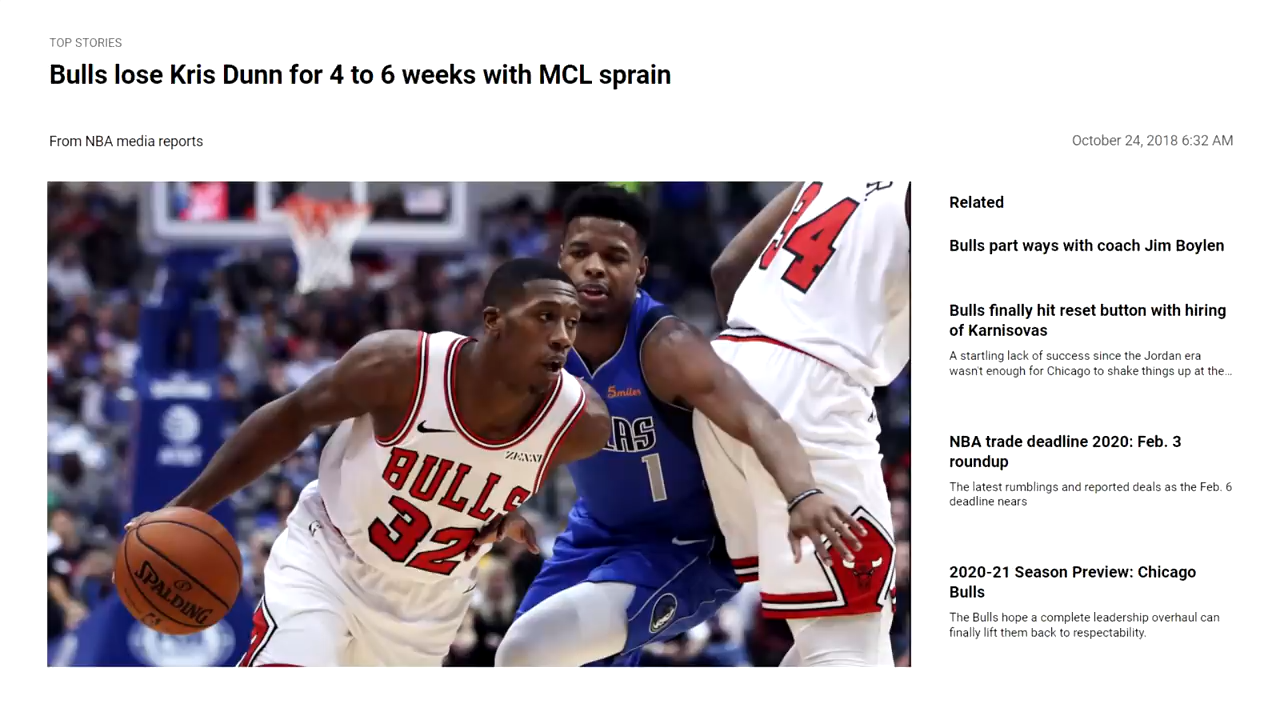 TOP STORIES
Bulls lose Kris Dunn for 4 to 6 weeks with MCL sprain
From NBA media reports
October 24, 2018 6:32 AM
34
5miles
LAS
1
ZENNI
BULLS
32
SPALDING
AT&T
Related
Bulls part ways with coach Jim Boylen
Bulls finally hit reset button with hiring
of Karnisovas
A startling lack of success since the Jordan era
wasn't enough for Chicago to shake things up at the...
NBA trade deadline 2020: Feb. 3
roundup
The latest rumblings and reported deals as the Feb. 6
deadline nears
2020-21 Season Preview: Chicago
Bulls
The Bulls hope a complete leadership overhaul can
finally lift them back to respectability.